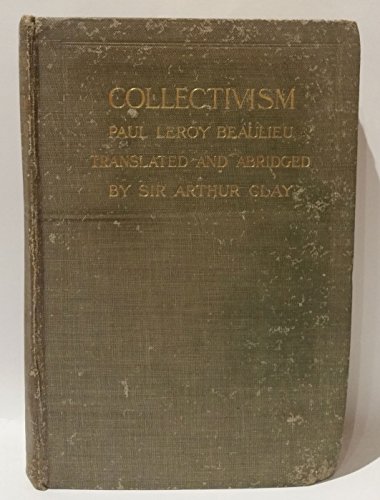 COLLECTIVISM
PAUL LEROY BEAULIEU
TRANSLATED AND ABRIDGED
BY SIR ARTHUR CLAY